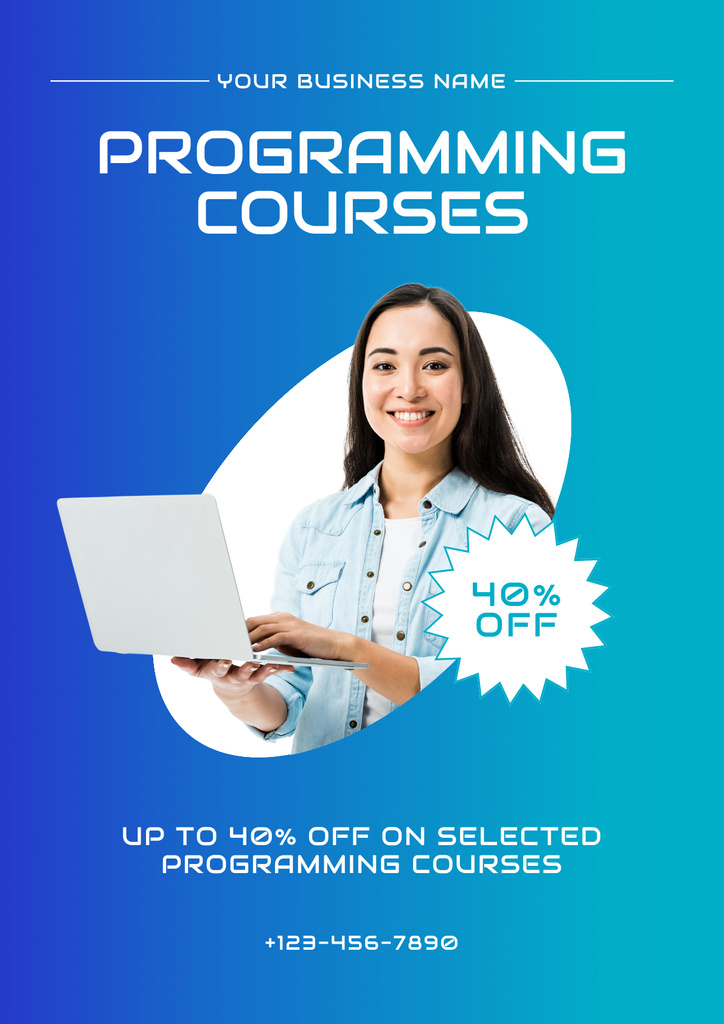 YOUR BUSINESS NAME
PROGRAMMING
COURSES
40%
OFF
UP TO 40% OFF ON SELECTED
PROGRAMMING COURSES
+123-456-7890